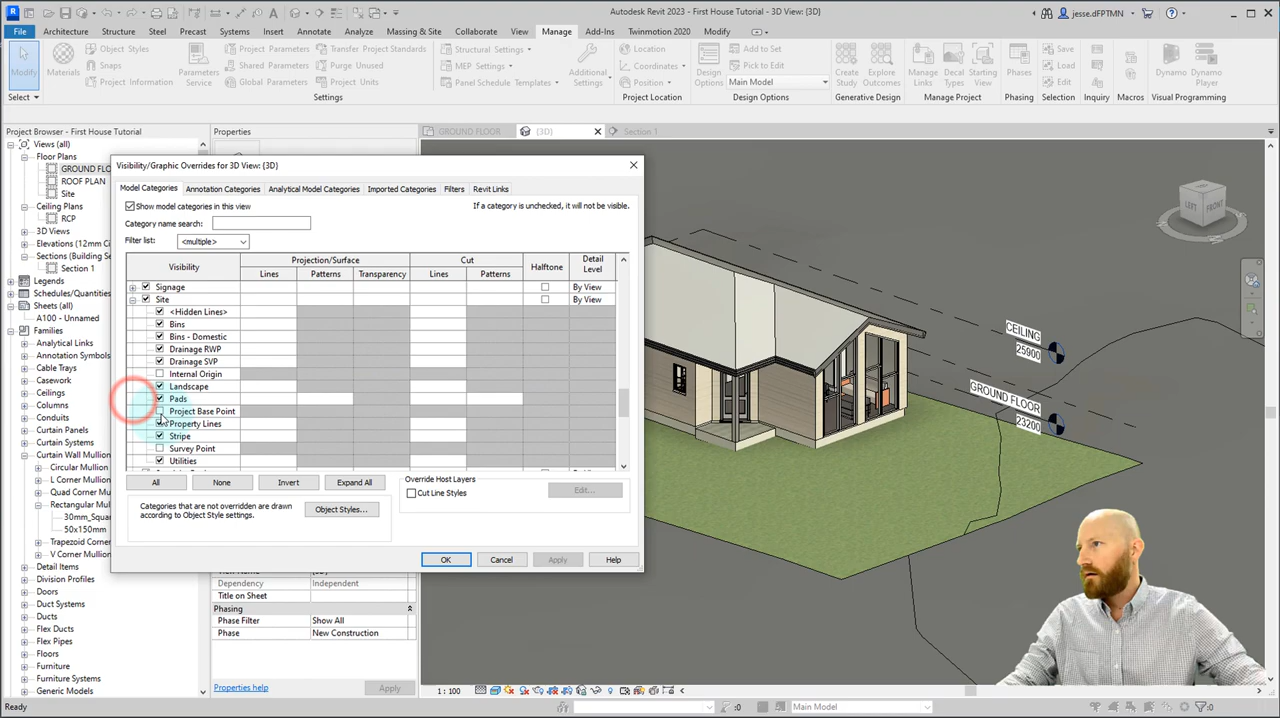 Autodesk Revit 2023 - First House Tutorial - 3D View: {3D}
jesse.dFPTMN
File Architecture Structure Steel Precast Systems Insert Annotate Analyze Massing & Site Collaborate View Manage Add-Ins Twinmotion 2020 Modify
Modify
Select
Materials
Object Styles
Snaps
Project Information
Project Parameters
Shared Parameters
Global Parameters
Transfer Project Standards
Purge Unused
Project Units
Parameters Service
Structural Settings
MEP Settings
Panel Schedule Templates
Additional Settings
Settings
Location
Coordinates
Position
Project Location
Design Options
Add to Set
Pick to Edit
Main Model
Design Options
Create Study
Explore Outcomes
Generative Design
Manage Links
Decal Types
Starting View
Manage Project
Phases
Phasing
Save
Load
Edit
Selection
Inquiry
Macros
Dynamo
Dynamo Player
Visual Programming
Project Browser - First House Tutorial
Views (all)
Floor Plans
GROUND FLO
ROOF PLAN
Site
Ceiling Plans
RCP
3D Views
Elevations (12mm Cir
Sections (Building Sec
Section 1
Legends
Schedules/Quantities
Sheets (all)
A100 - Unnamed
Families
Analytical Links
Annotation Symbols
Cable Trays
Casework
Ceilings
Columns
Conduits
Curtain Panels
Curtain Systems
Curtain Wall Mullion
Circular Mullion
L Corner Mullion
Quad Corner Mul
Rectangular Mull
30mm_Square
50x150mm
Trapezoid Corner
V Corner Mullion
Detail Items
Division Profiles
Doors
Duct Systems
Ducts
Flex Ducts
Flex Pipes
Floors
Furniture
Furniture Systems
Generic Models
Properties
GROUND FLOOR
{3D}
Section 1
Visibility/Graphic Overrides for 3D View: {3D}
Model Categories Annotation Categories Analytical Model Categories Imported Categories Filters Revit Links
Show model categories in this view
If a category is unchecked, it will not be visible.
Category name search:
Filter list: <multiple>
Visibility Projection/Surface Cut Halftone Detail Level
Lines Patterns Transparency Lines Patterns
Signage By View
Site By View
<Hidden Lines>
Bins
Bins - Domestic
Drainage RWP
Drainage SVP
Internal Origin
Landscape
Pads
Project Base Point
Property Lines
Stripe
Survey Point
Utilities
All None Invert Expand All
Override Host Layers
Cut Line Styles
Edit...
Categories that are not overridden are drawn
according to Object Style settings.
Object Styles...
OK Cancel Apply Help
Dependency Independent
Title on Sheet
Phasing
Phase Filter Show All
Phase New Construction
Properties help
Apply
LEFT
FRONT
CEILING
25900
GROUND FLOOR
23200
1 : 100
Ready
:0
Main Model
:0